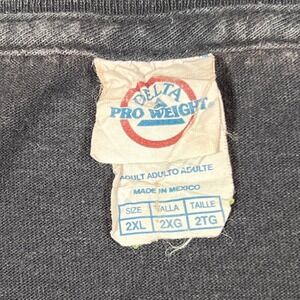 DELTA
PRO WEIGHT
ADULT ADULTO ADULTE
MADE IN MEXICO
SIZE TALLA TAILLE
2XL 2XG 2TG